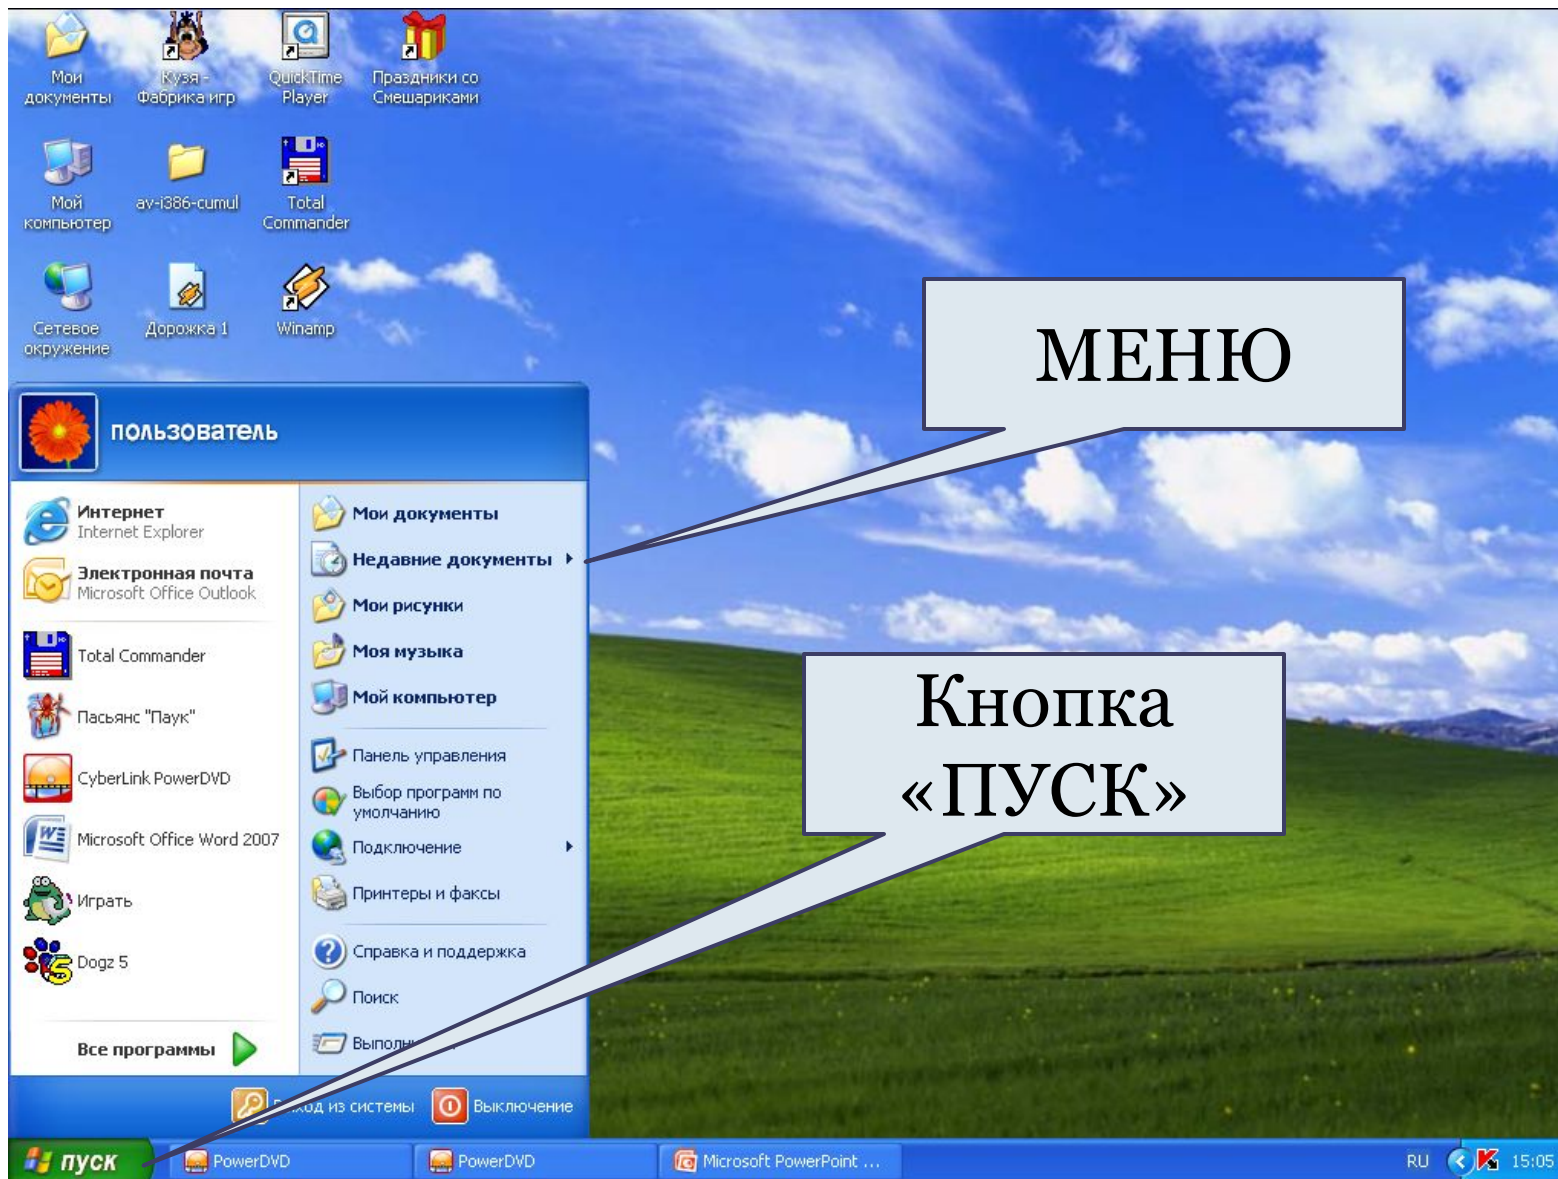 Мои
документы
Кузя -
Фабрика игр
QuickTime
Player
Праздники со
Смешариками
Мой
компьютер
av-i386-cumul
Total
Commander
Сетевое
окружение
Дорожка 1
Winamp
МЕНЮ
пользователь
Интернет
Internet Explorer
Электронная почта
Microsoft Office Outlook
Total Commander
Пасьянс "Паук"
CyberLink PowerDVD
Microsoft Office Word 2007
Играть
Dogz 5
Все программы
Мои документы
Недавние документы
Мои рисунки
Моя музыка
Мой компьютер
Панель управления
Выбор программ по
умолчанию
Подключение
Принтеры и факсы
Справка и поддержка
Поиск
Кнопка
«ПУСК»
из системы
Выключение
пуск
PowerDVD
PowerDVD
Microsoft PowerPoint ...
RU
15:05